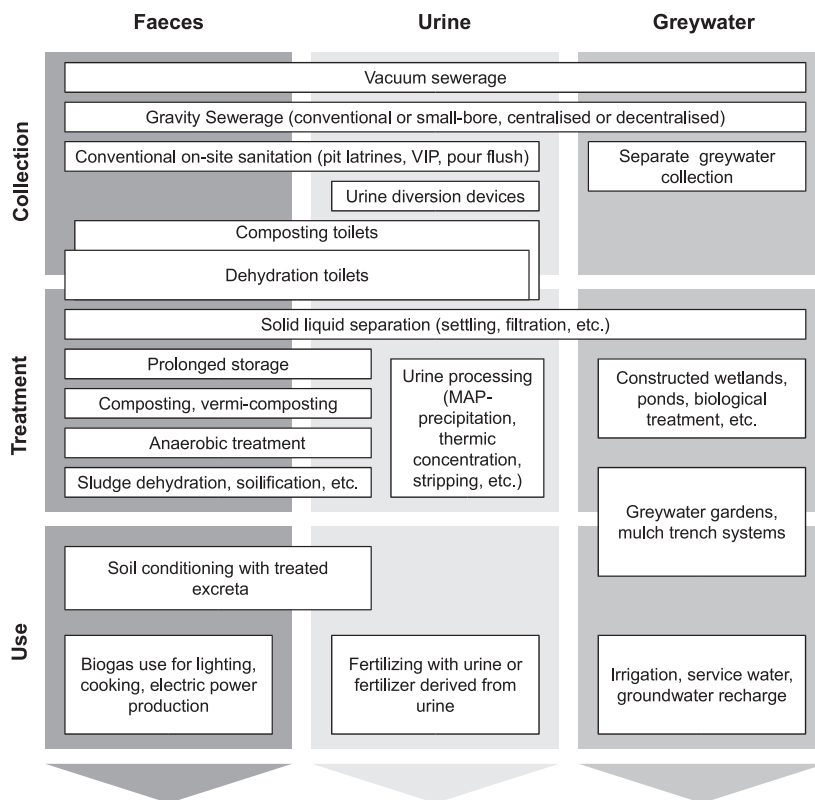 Faeces
Urine
Greywater
Collection
Vacuum sewerage
Gravity Sewerage (conventional or small-bore, centralised or decentralised)
Conventional on-site sanitation (pit latrines, VIP, pour flush)
Separate greywater
collection
Urine diversion devices
Composting toilets
Dehydration toilets
Treatment
Solid liquid separation (settling, filtration, etc.)
Prolonged storage
Composting, vermi-composting
Anaerobic treatment
Sludge dehydration, soilification, etc.
Urine processing
(MAP-
precipitation,
thermic
concentration,
stripping, etc.)
Constructed wetlands,
ponds, biological
treatment, etc.
Greywater gardens,
mulch trench systems
Use
Soil conditioning with treated
excreta
Biogas use for lighting,
cooking, electric power
production
Fertilizing with urine or
fertilizer derived from
urine
Irrigation, service water,
groundwater recharge